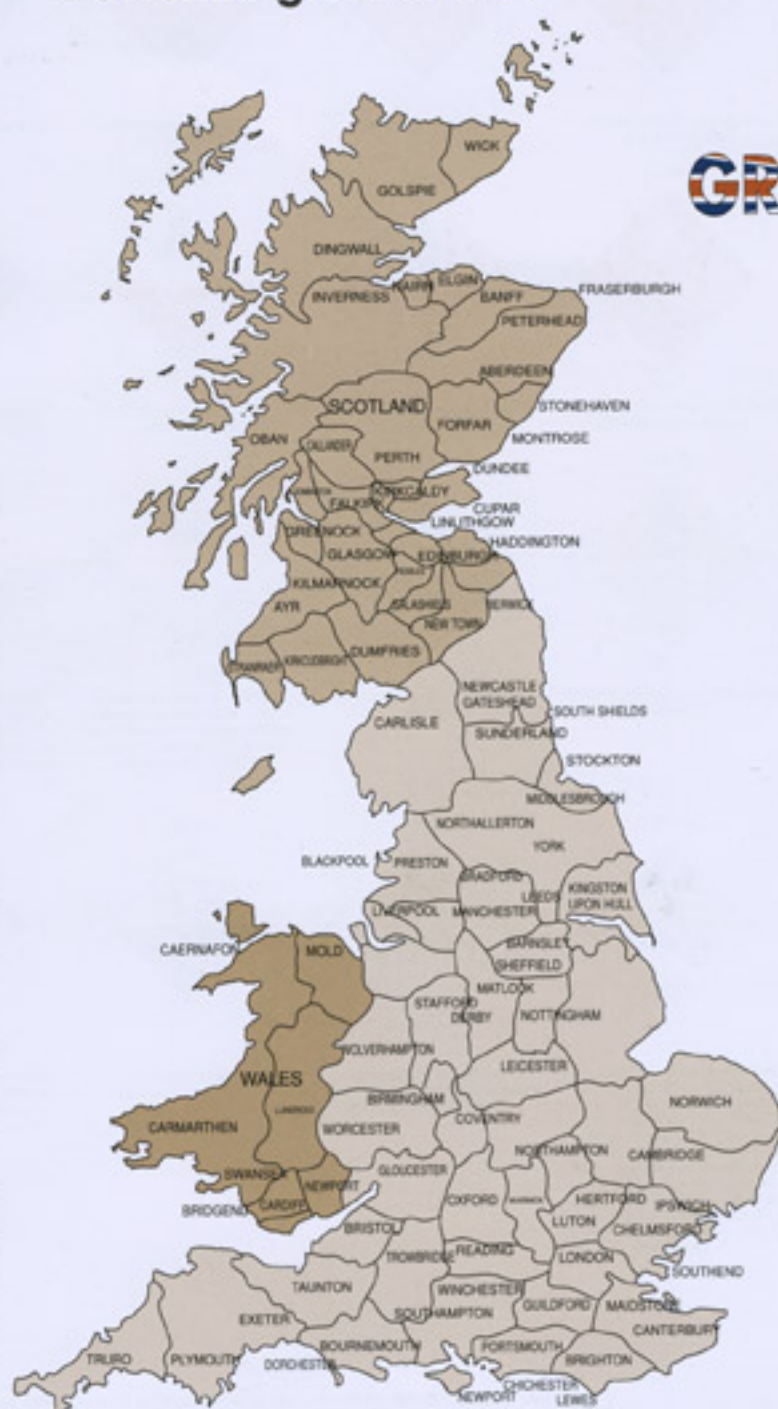 WICK
GR
GOLSPIE
DINGWALL
NAIRN
ELGIN
INVERNESS
BANFF
FRASERBURGH
PETERHEAD
ABERDEEN
SCOTLAND
STONEHAVEN
FORFAR
OBAN
CALLANDER
MONTROSE
PERTH
DUNDEE
KIRKCALDY
FALKIRK
CUPAR
LINLITHGOW
GREENOCK
HADDINGTON
GLASGOW
EDINBURGH
KILMARNOCK
AYR
GALASHIELS
BERWICK
NEW TOWN
DUMFRIES
STRANRAER
NEWCASTLE
GATESHEAD
SOUTH SHIELDS
CARLISLE
SUNDERLAND
STOCKTON
MIDDLESBROUGH
NORTHALLERTON
YORK
BLACKPOOL
PRESTON
BRADFORD
LEEDS
KINGSTON
UPON HULL
LIVERPOOL
MANCHESTER
BARNSLEY
CAERNAFON
MOLD
SHEFFIELD
MATLOOK
STAFFORD
DERBY
NOTTINGHAM
WOLVERHAMPTON
LEICESTER
WALES
BIRMINGHAM
NORWICH
COVENTRY
CARMARTHEN
WORCESTER
NORTHAMPTON
CAMBRIDGE
SWANSEA
GLOUCESTER
NEWPORT
OXFORD
HERTFORD
IPSWICH
BRIDGEND
CARDIFF
LUTON
CHELMSFORD
BRISTOL
TROWBRIDGE
READING
LONDON
SOUTHEND
TAUNTON
WINCHESTER
GUILDFORD
MAIDSTONE
EXETER
SOUTHAMPTON
CANTERBURY
BOURNEMOUTH
PORTSMOUTH
TRURO
PLYMOUTH
DORCHESTER
BRIGHTON
CHICHESTER
NEWPORT
LEWES